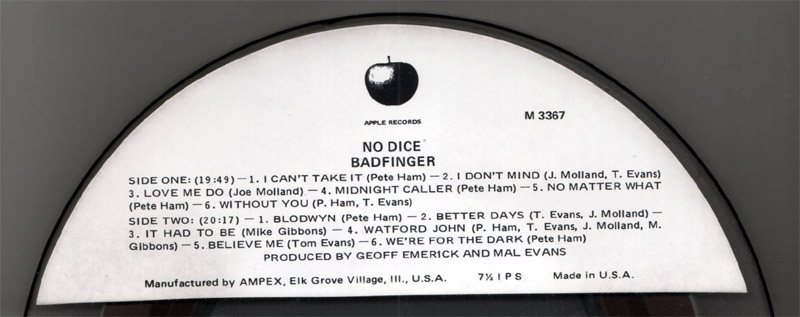 APPLE RECORDS
M 3367
NO DICE
BADFINGER
SIDE ONE: (19:49) — 1. I CAN'T TAKE IT (Pete Ham) — 2. I DON'T MIND (J. Molland, T. Evans)
3. LOVE ME DO (Joe Molland) — 4. MIDNIGHT CALLER (Pete Ham) — 5. NO MATTER WHAT
(Pete Ham) — 6. WITHOUT YOU (P. Ham, T. Evans)
SIDE TWO: (20:17) — 1. BLODWYN (Pete Ham) — 2. BETTER DAYS (T. Evans, J. Molland) —
3. IT HAD TO BE (Mike Gibbons) — 4. WATFORD JOHN (P. Ham, T. Evans, J. Molland, M.
Gibbons) — 5. BELIEVE ME (Tom Evans) — 6. WE'RE FOR THE DARK (Pete Ham)
PRODUCED BY GEOFF EMERICK AND MAL EVANS
Manufactured by AMPEX, Elk Grove Village, Ill., U.S.A. 7½ I P S Made in U.S.A.